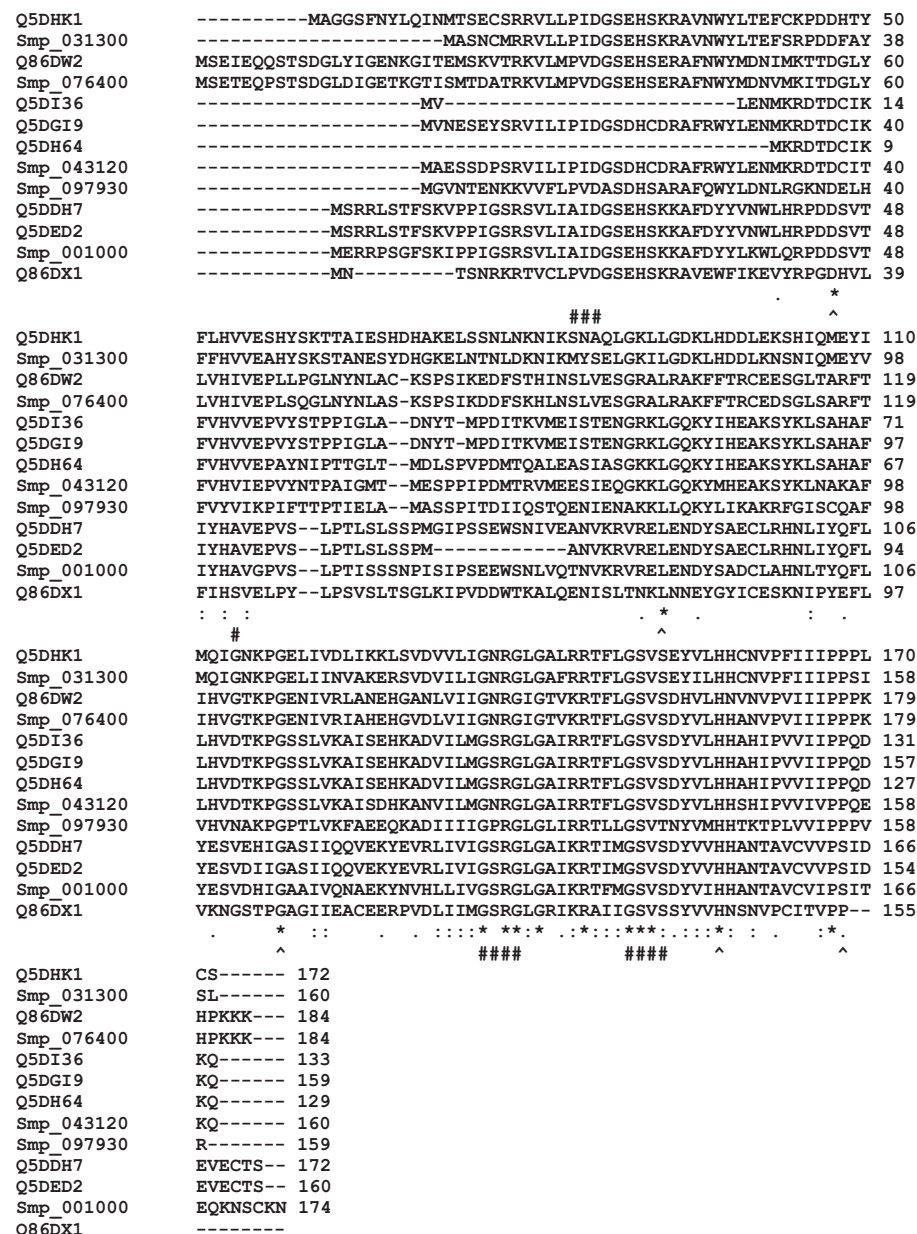 Q5DHK1 ----------MAGGSFNYLQINMTSECSRRVLLPIDGSEHSKRAVNWYLTEFCKPDDHTY 50
Smp_031300 ----------------------MASNCMRRVLLPIDGSEHSKRAVNWYLTEFSRPDDFAY 38
Q86DW2 MSEIEQQSTSDGLYIGENKGITEMSKVTRKVLMPVDGSEHSERAFNWYMDNIMKTTDGLY 60
Smp_076400 MSETEQPSTSDGLDIGETKGTISMTDATRKVLMPVDGSEHSERAFNWYMDNVMKITDGLY 60
Q5DI36 --------------------MV--------------------------LENMKRDTDCIK 14
Q5DGI9 --------------------MVNESEYSRVILIPIDGSDHCDRAFRWYLENMKRDTDCIK 40
Q5DH64 ---------------------------------------------------MKRDTDCIK 9
Smp_043120 --------------------MAESSDPSRVILIPIDGSDHCDRAFRWYLENMKRDTDCIT 40
Smp_097930 --------------------MGVNTENKKVVFLPVDASDHSARAFQWYLDNLRGKNDELH 40
Q5DDH7 ------------MSRRLSTFSKVPPIGSRSVLIAIDGSEHSKKAFDYYVNWLHRPDDSVT 48
Q5DED2 ------------MSRRLSTFSKVPPIGSRSVLIAIDGSEHSKKAFDYYVNWLHRPDDSVT 48
Smp_001000 ------------MERRPSGFSKIPPIGSRSVLIAIDGSEHSKKAFDYYLKWLQRPDDSVT 48
Q86DX1 ------------MN---------TSNRKRTVCLPVDGSEHSKRAVEWFIKEVYRPGDHVL 39
. *
### ^
Q5DHK1 FLHVVESHYSKTTAIESHDHAKELSSNLNKNIKSNAQLGKLLGDKLHDDLEKSHIQMEYI 110
Smp_031300 FFHVVEAHYSKSTANESYDHGKELNTNLDKNIKMYSELGKILGDKLHDDLKNSNIQMEYV 98
Q86DW2 LVHIVEPLLPGLNYNLAC-KSPSIKEDFSTHINSLVESGRALRAKFFTRCEESGLTARFT 119
Smp_076400 LVHIVEPLSQGLNYNLAS-KSPSIKDDFSKHLNSLVESGRALRAKFFTRCEDSGLSARFT 119
Q5DI36 FVHVVEPVYSTPPIGLA--DNYT-MPDITKVMEISTENGRKLGQKYIHEAKSYKLSAHAF 71
Q5DGI9 FVHVVEPVYSTPPIGLA--DNYT-MPDITKVMEISTENGRKLGQKYIHEAKSYKLSAHAF 97
Q5DH64 FVHVVEPAYNIPTTGLT--MDLSPVPDMTQALEASIASGKKLGQKYIHEAKSYKLSAHAF 67
Smp_043120 FVHVIEPVYNTPAIGMT--MESPPIPDMTRVMEESIEQGKKLGQKYMHEAKSYKLNAKAF 98
Smp_097930 FVYVIKPIFTTPTIELA--MASSPITDIIQSTQENIENAKKLLQKYLIKAKRFGISCQAF 98
Q5DDH7 IYHAVEPVS--LPTLSLSSPMGIPSSEWSNIVEANVKRVRELENDYSAECLRHNLIYQFL 106
Q5DED2 IYHAVEPVS--LPTLSLSSPM------------ANVKRVRELENDYSAECLRHNLIYQFL 94
Smp_001000 IYHAVGPVS--LPTISSSNPISIPSEEWSNLVQTNVKRVRELENDYSADCLAHNLTYQFL 106
Q86DX1 FIHSVELPY--LPSVSLTSGLKIPVDDWTKALQENISLTNKLNNEYGYICESKNIPYEFL 97
: : : . * . : .
# ^
Q5DHK1 MQIGNKPGELIVDLIKKLSVDVVLIGNRGLGALRRTFLGSVSEYVLHHCNVPFIIIPPPL 170
Smp_031300 MQIGNKPGELIINVAKERSVDVILIGNRGLGAFRRTFLGSVSEYILHHCNVPFIIIPPSI 158
Q86DW2 IHVGTKPGENIVRLANEHGANLVIIGNRGIGTVKRTFLGSVSDHVLHNVNVPVIIIPPPK 179
Smp_076400 IHVGTKPGENIVRIAHEHGVDLVIIGNRGIGTVKRTFLGSVSDYVLHHANVPVIIIPPPK 179
Q5DI36 LHVDTKPGSSLVKAISEHKADVILMGSRGLGAIRRTFLGSVSDYVLHHAHIPVVIIPPQD 131
Q5DGI9 LHVDTKPGSSLVKAISEHKADVILMGSRGLGAIRRTFLGSVSDYVLHHAHIPVVIIPPQD 157
Q5DH64 LHVDTKPGSSLVKAISEHKADVILMGSRGLGAIRRTFLGSVSDYVLHHAHIPVVIIPPQD 127
Smp_043120 LHVDTKPGSSLVKAISDHKANVILMGNRGLGAIRRTFLGSVSDYVLHHSHIPVVIVPPQE 158
Smp_097930 VHVNAKPGPTLVKFAEEQKADIIIIGPRGLGLIRRTLLGSVTNYVMHHTKTPLVVIPPPV 158
Q5DDH7 YESVEHIGASIIQQVEKYEVRLIVIGSRGLGAIKRTIMGSVSDYVVHHANTAVCVVPSID 166
Q5DED2 YESVDIIGASIIQQVEKYEVRLIVIGSRGLGAIKRTIMGSVSDYVVHHANTAVCVVPSID 154
Smp_001000 YESVDHIGAAIVQNAEKYNVHLLIVGSRGLGAIKRTFMGSVSDYVIHHANTAVCVIPSIT 166
Q86DX1 VKNGSTPGAGIIEACEERPVDLIIMGSRGLGRIKRAIIGSVSSYVVHNSNVPCITVPP-- 155
. * :: . . ::::* **:* .:*:::***:.:::*: : . :*.
^ #### #### ^ ^
Q5DHK1 CS------ 172
Smp_031300 SL------ 160
Q86DW2 HPKKK--- 184
Smp_076400 HPKKK--- 184
Q5DI36 KQ------ 133
Q5DGI9 KQ------ 159
Q5DH64 KQ------ 129
Smp_043120 KQ------ 160
Smp_097930 R------- 159
Q5DDH7 EVECTS-- 172
Q5DED2 EVECTS-- 160
Smp_001000 EQKNSCKN 174
Q86DX1 --------